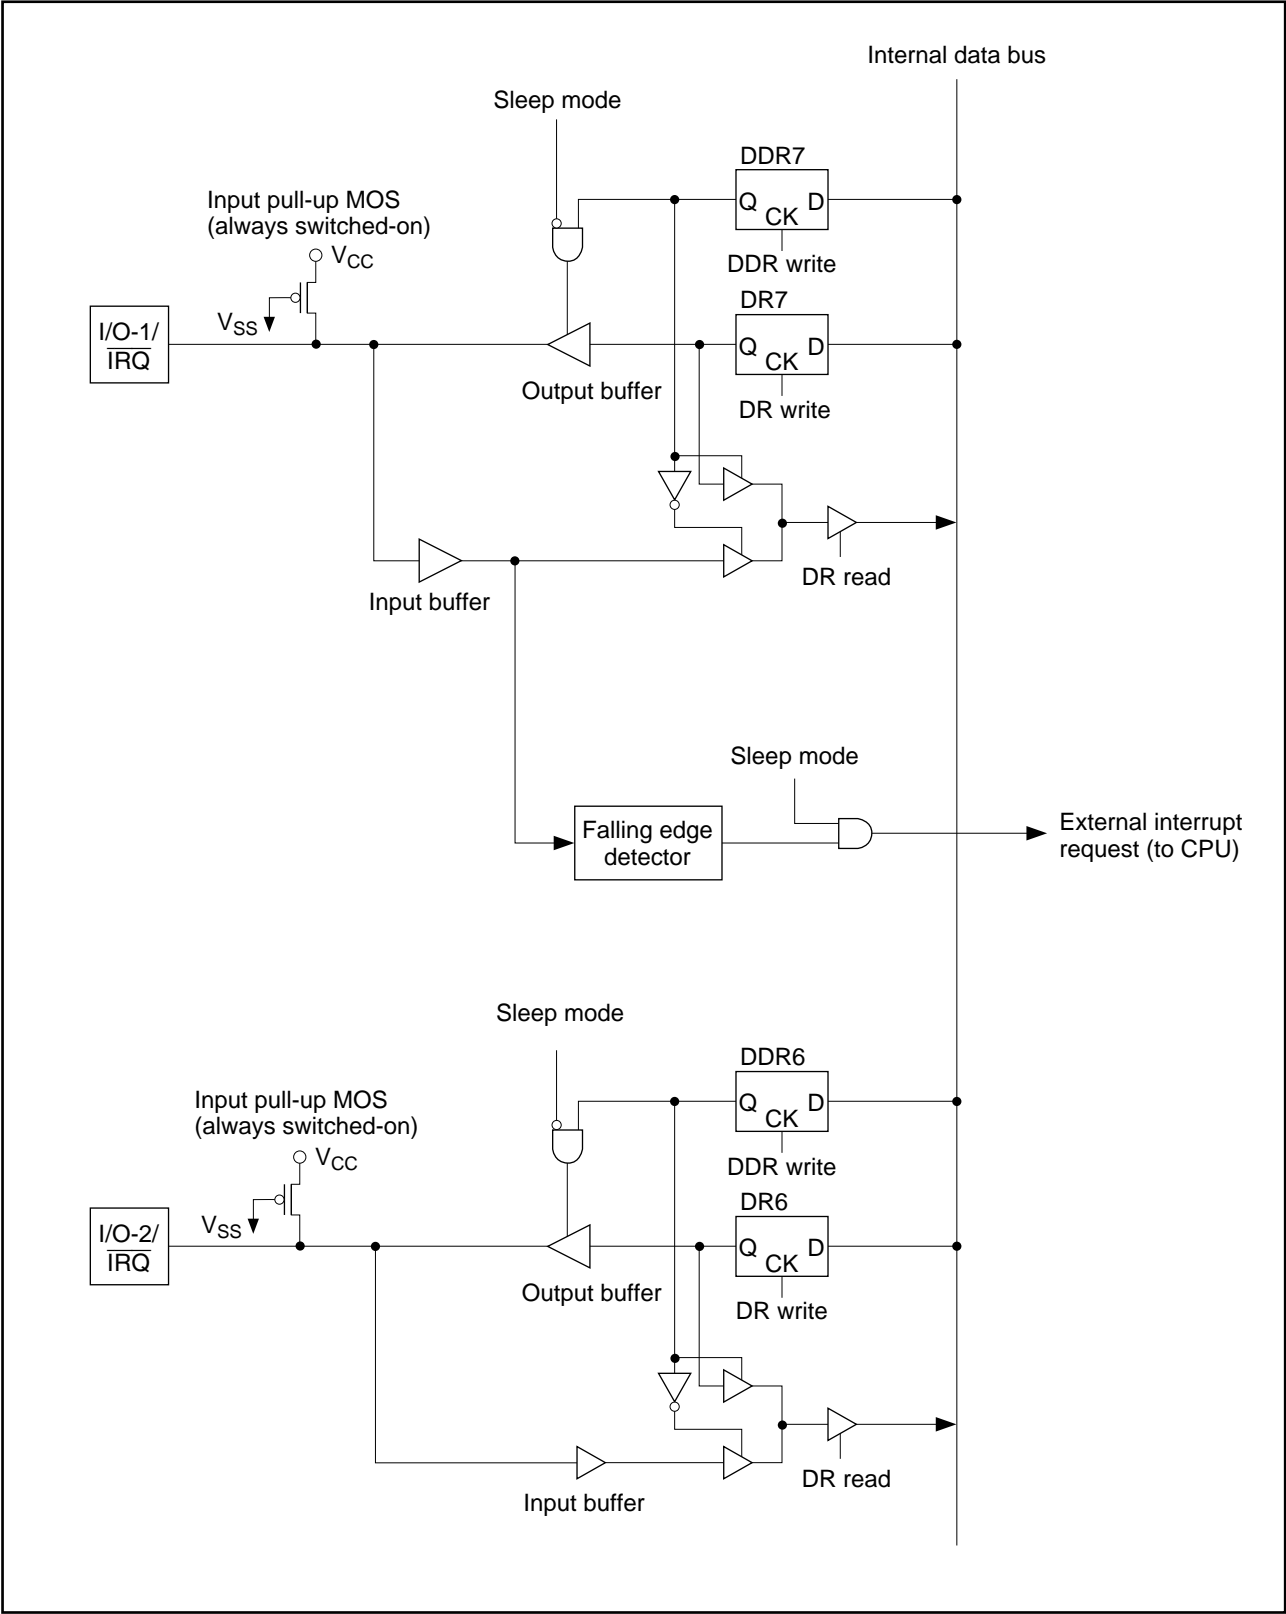 Internal data bus
Sleep mode
DDR7
Input pull-up MOS
(always switched-on)
Q D
CK
VCC
DDR write
DR7
VSS
I/O-1/
IRQ
Q D
CK
Output buffer
DR write
DR read
Input buffer
Sleep mode
Falling edge
detector
External interrupt
request (to CPU)
Sleep mode
DDR6
Input pull-up MOS
(always switched-on)
Q D
CK
VCC
DDR write
DR6
VSS
I/O-2/
IRQ
Q D
CK
Output buffer
DR write
DR read
Input buffer